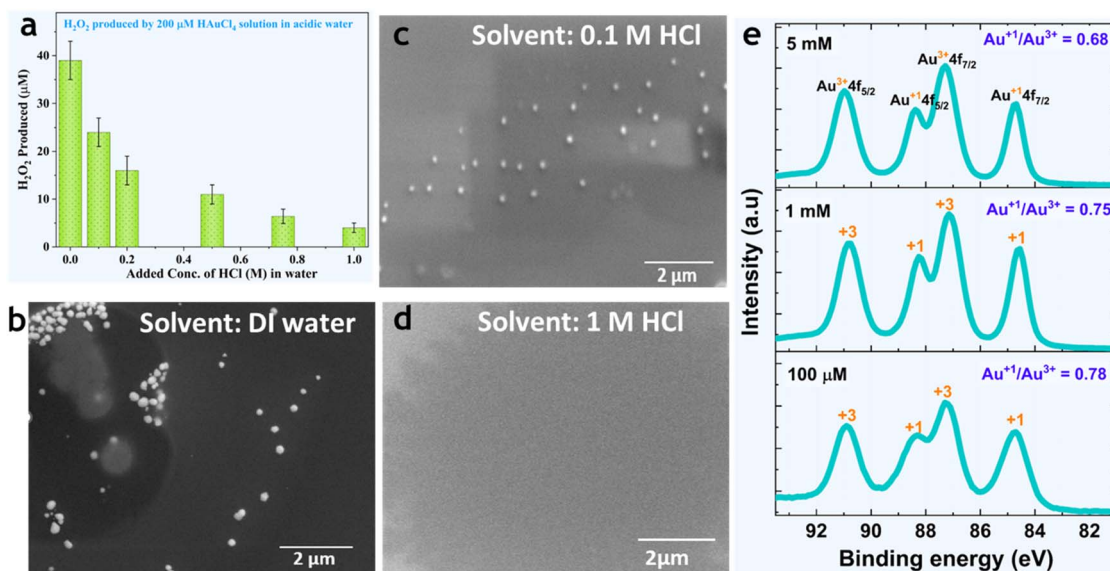 a
H₂O₂ produced by 200 μM HAuCl₄ solution in acidic water
H₂O₂ Produced (μM)
40
30
20
10
0
0.0 0.2 0.4 0.6 0.8 1.0
Added Conc. of HCl (M) in water
b
Solvent: DI water
2 μm
c
Solvent: 0.1 M HCl
2 μm
d
Solvent: 1 M HCl
2μm
e
5 mM
Au⁺¹/Au³⁺ = 0.68
Au³⁺4f₅/₂
Au⁺¹4f₅/₂
Au³⁺4f₇/₂
Au⁺¹4f₇/₂
1 mM
Au⁺¹/Au³⁺ = 0.75
+3
+1
+3
+1
100 μM
Au⁺¹/Au³⁺ = 0.78
+3
+1
+3
+1
Intensity (a.u)
92 90 88 86 84 82
Binding energy (eV)